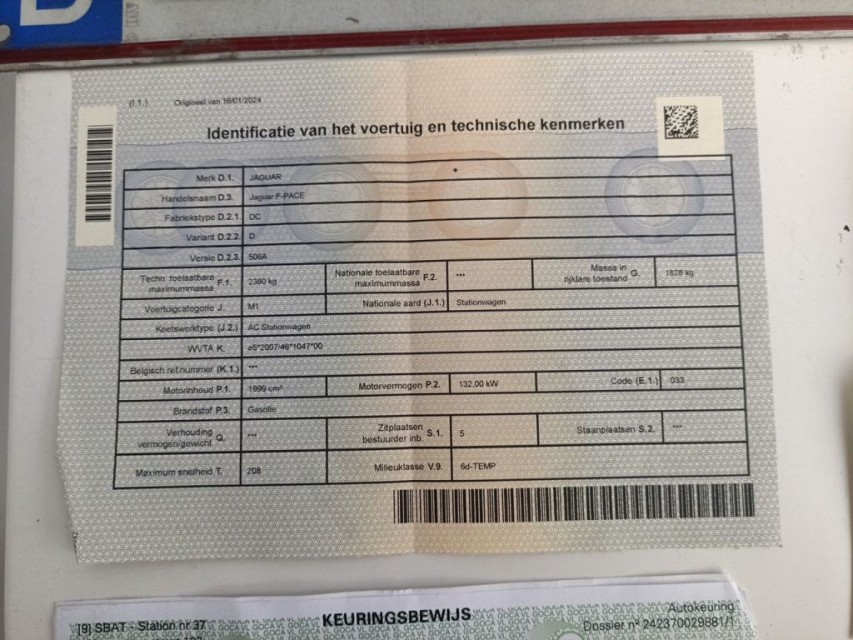 (I.1.) Origineel van 16/01/2024
Identificatie van het voertuig en technische kenmerken
Merk D.1. JAGUAR
Handelsnaam D.3. Jaguar F-PACE
Fabriekstype D.2.1. DC
Variant D.2.2. D
Versie D.2.3. 506A
Techn. toelaatbare maximummassa F.1. 2380 kg Nationale toelaatbare maximummassa F.2. *** Massa in rijklare toestand G. 1828 kg
Voertuigcategorie J. M1 Nationale aard (J.1.) Stationwagen
Koetswerktype (J.2.) AC Stationwagen
WVTA K. e5*2007/46*1047*00
Belgisch ref.nummer (K.1.) ***
Motorinhoud P.1. 1999 cm³ Motorvermogen P.2. 132,00 kW Code (E.1.) 033
Brandstof P.3. Gasolie
Verhouding vermogen/gewicht Q. *** Zitplaatsen bestuurder inb. S.1. 5 Staanplaatsen S.2. ***
Maximum snelheid T. 208 Milieuklasse V.9. 6d-TEMP
[9] SBAT - Station nr 37 KEURINGSBEWIJS Autokeuring
Dossier n° 242370029881/1